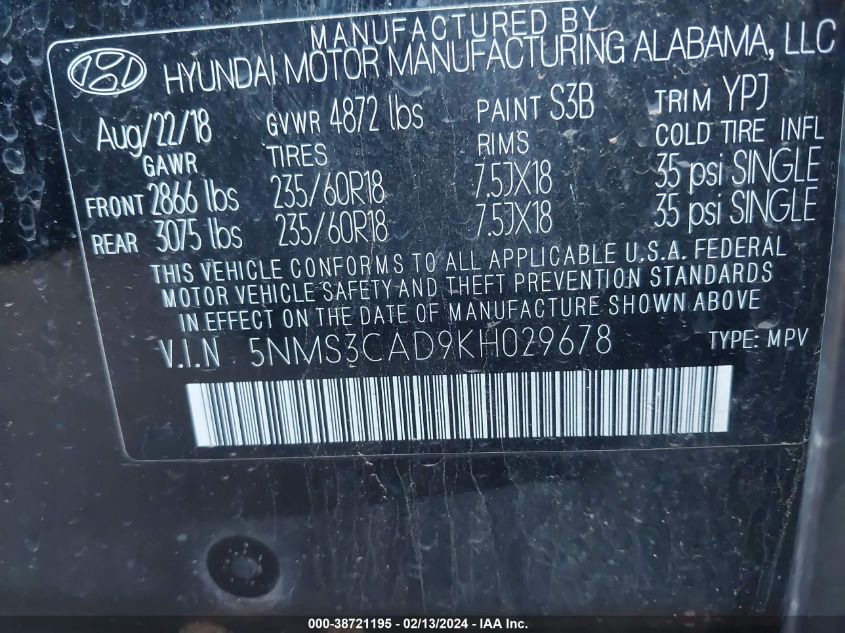 MANUFACTURED BY
HYUNDAI MOTOR MANUFACTURING ALABAMA, LLC
Aug/22/18 GVWR 4872 lbs PAINT S3B TRIM YPJ
GAWR TIRES RIMS COLD TIRE INFL
FRONT 2866 lbs 235/60R18 7.5JX18 35 psi SINGLE
REAR 3075 lbs 235/60R18 7.5JX18 35 psi SINGLE
THIS VEHICLE CONFORMS TO ALL APPLICABLE U.S.A. FEDERAL
MOTOR VEHICLE SAFETY AND THEFT PREVENTION STANDARDS
IN EFFECT ON THE DATE OF MANUFACTURE SHOWN ABOVE
V.I.N 5NMS3CAD9KH029678 TYPE: MPV
000-38721195 - 02/13/2024 - IAA Inc.